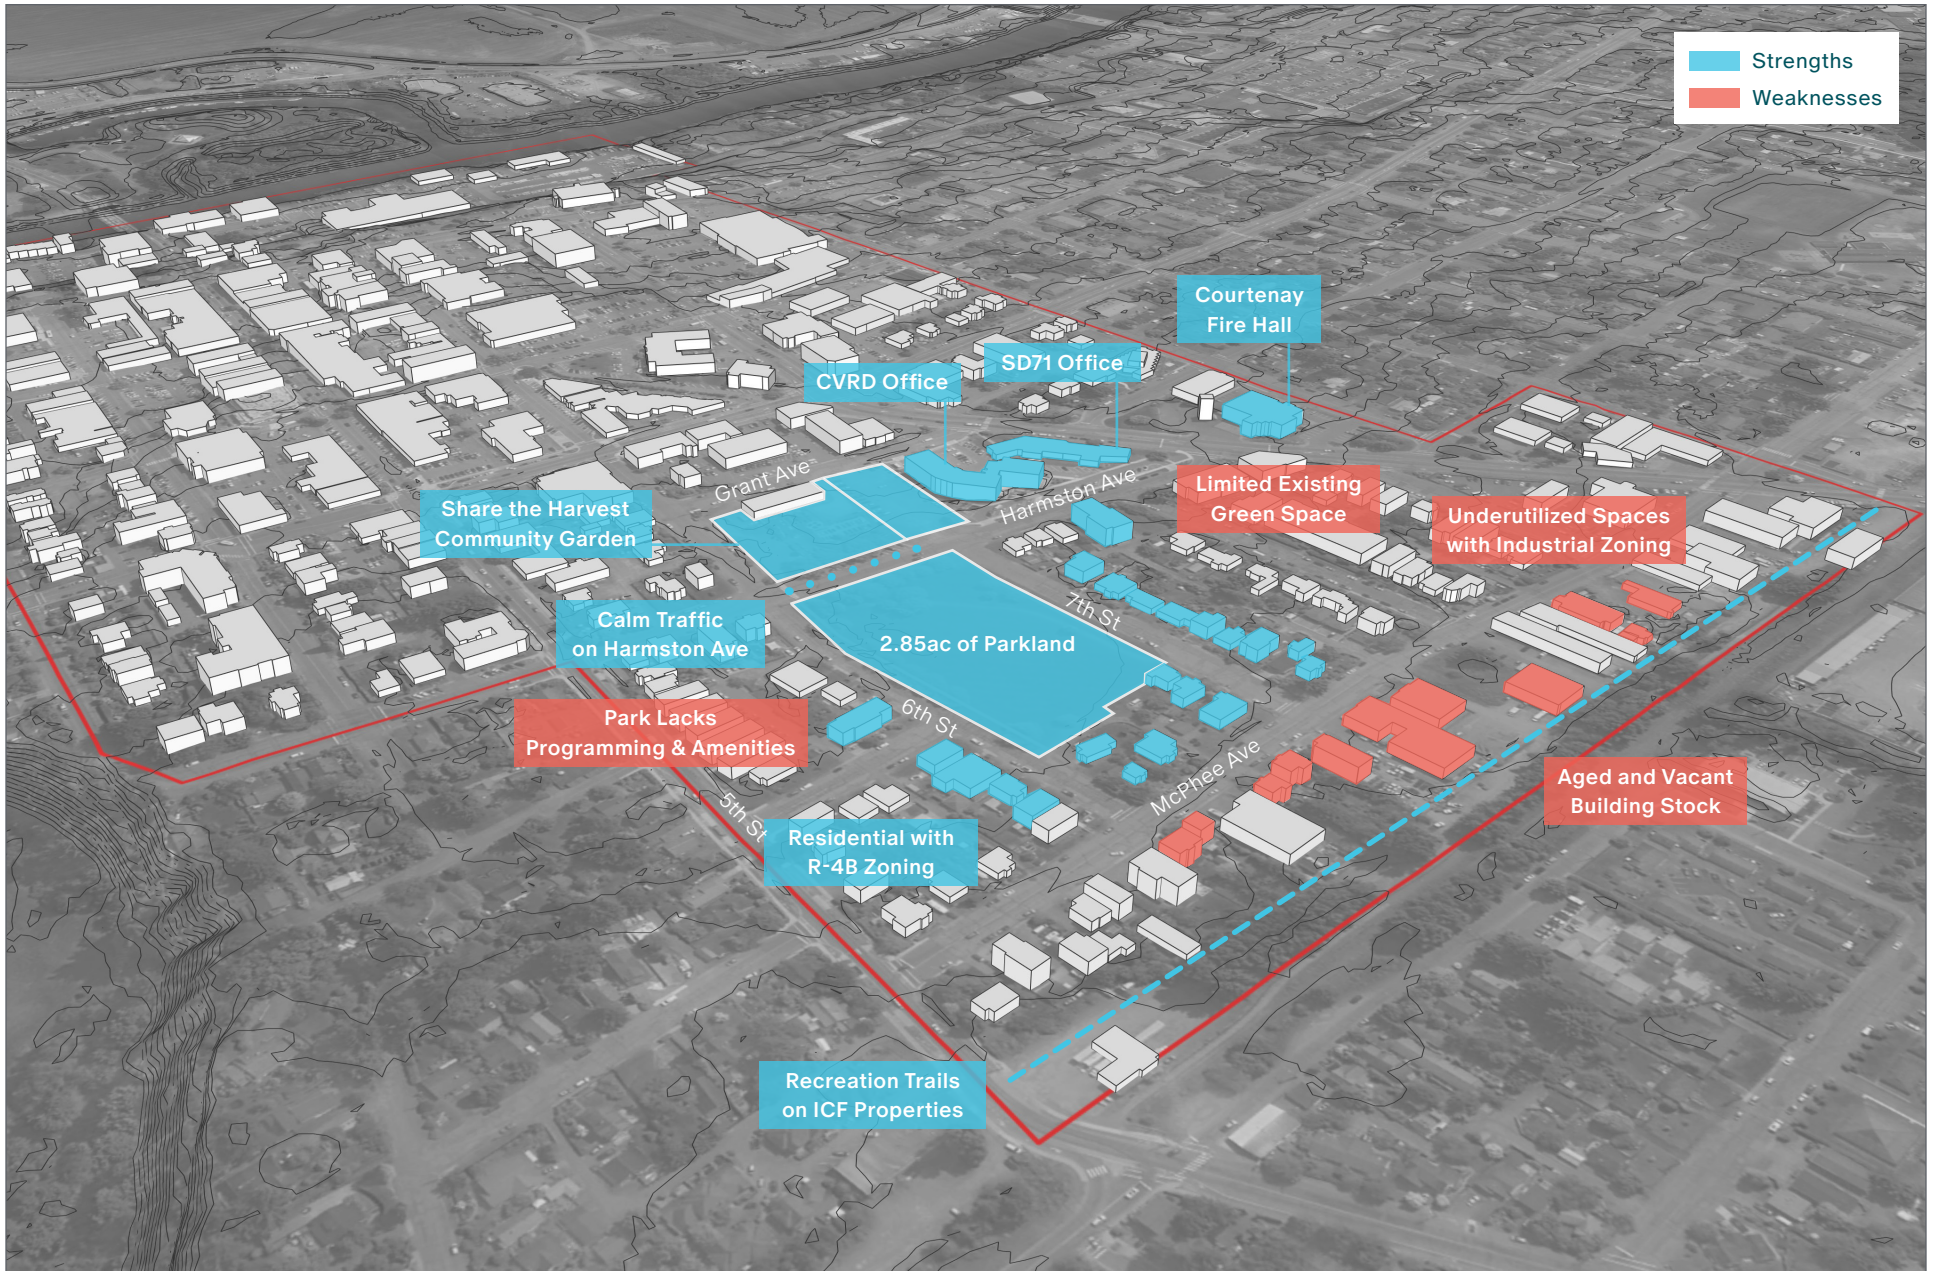 Strengths
Weaknesses
Courtenay
Fire Hall
SD71 Office
CVRD Office
Grant Ave
Harmston Ave
Limited Existing
Green Space
Underutilized Spaces
with Industrial Zoning
Share the Harvest
Community Garden
Calm Traffic
on Harmston Ave
7th St
2.85ac of Parkland
Park Lacks
Programming & Amenities
6th St
McPhee Ave
Aged and Vacant
Building Stock
5th St
Residential with
R-4B Zoning
Recreation Trails
on ICF Properties